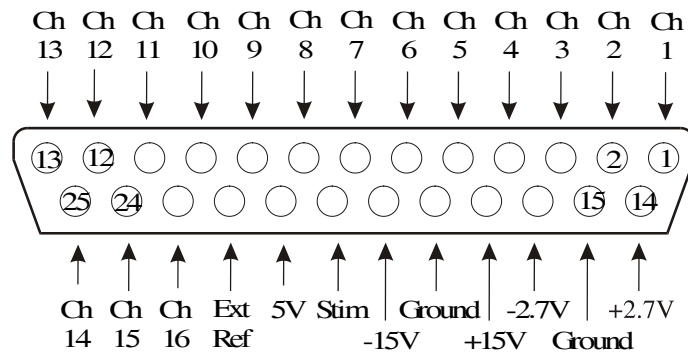 Ch Ch Ch Ch Ch Ch Ch Ch Ch Ch Ch Ch Ch
13 12 11 10 9 8 7 6 5 4 3 2 1
13 12 2 1
25 24 15 14
Ch Ch Ch Ext 5V Stim Ground -2.7V +2.7V
14 15 16 Ref -15V +15V Ground